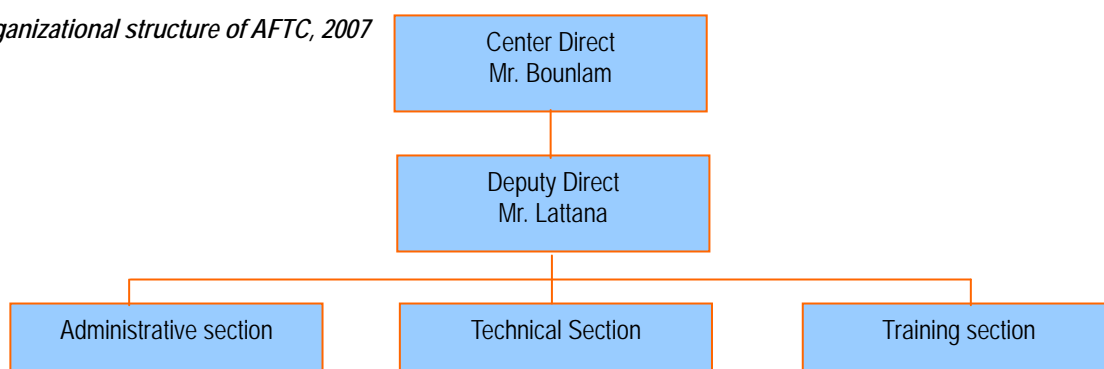 ganizational structure of AFTC, 2007
Center Direct
Mr. Bounlam
Deputy Direct
Mr. Lattana
Administrative section
Technical Section
Training section